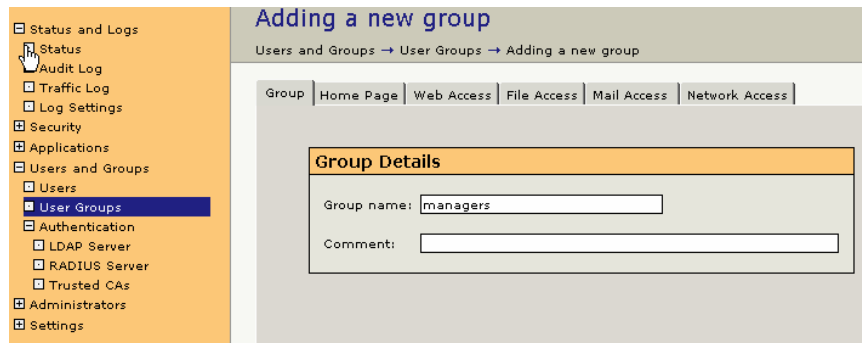 Status and Logs
Status
Audit Log
Traffic Log
Log Settings
Security
Applications
Users and Groups
Users
User Groups
Authentication
LDAP Server
RADIUS Server
Trusted CAs
Administrators
Settings
Adding a new group
Users and Groups → User Groups → Adding a new group
Group Home Page Web Access File Access Mail Access Network Access
Group Details
Group name: managers
Comment: